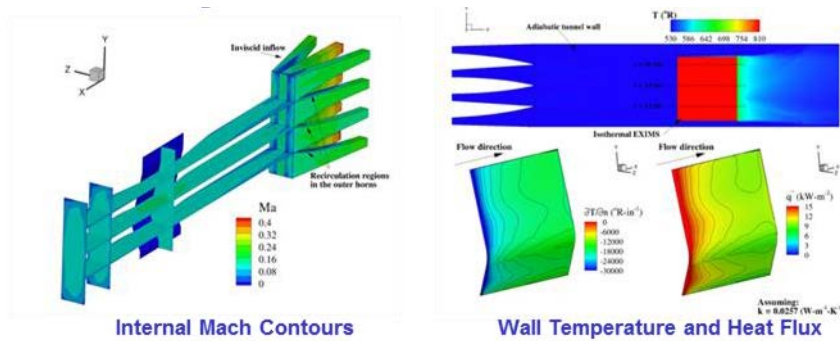 Y
Z
X
Inviscid inflow
Recirculation regions
in the outer horns
Ma
0.4
0.32
0.24
0.16
0.08
0
Internal Mach Contours
Adiabatic tunnel wall
T (°R)
530 586 642 698 754 810
Isothermal EXIMS
Flow direction
∂T/∂n (°R-in⁻¹)
0
-6000
-12000
-18000
-24000
-30000
Flow direction
q" (kW-m⁻²)
15
12
9
6
3
0
Assuming:
k = 0.0257 (W-m⁻¹-K⁻¹)
Wall Temperature and Heat Flux